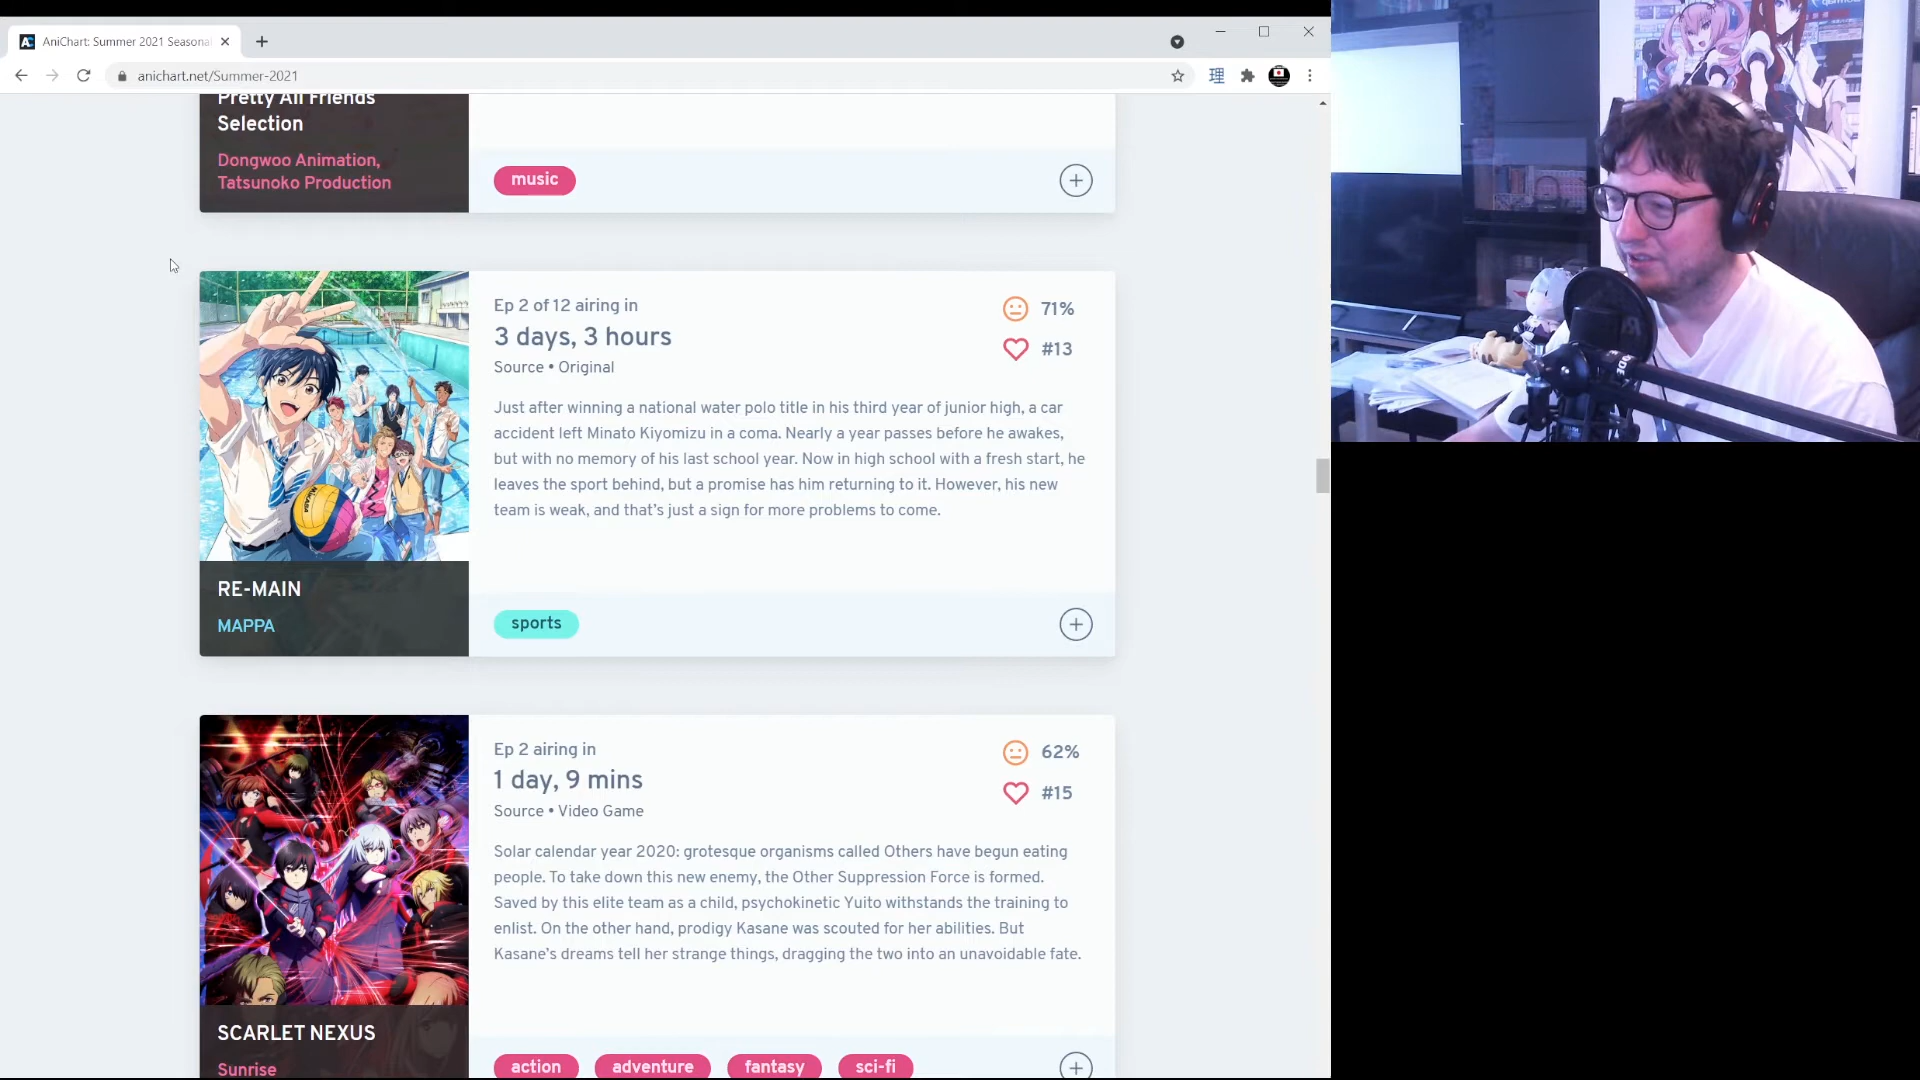 AniChart: Summer 2021 Seasonal
anichart.net/Summer-2021
理
Pretty All Friends
Selection
Dongwoo Animation,
Tatsunoko Production
music
Ep 2 of 12 airing in
3 days, 3 hours
Source • Original
71%
#13
Just after winning a national water polo title in his third year of junior high, a car
accident left Minato Kiyomizu in a coma. Nearly a year passes before he awakes,
but with no memory of his last school year. Now in high school with a fresh start, he
leaves the sport behind, but a promise has him returning to it. However, his new
team is weak, and that's just a sign for more problems to come.
RE-MAIN
MAPPA
sports
Ep 2 airing in
1 day, 9 mins
Source • Video Game
62%
#15
Solar calendar year 2020: grotesque organisms called Others have begun eating
people. To take down this new enemy, the Other Suppression Force is formed.
Saved by this elite team as a child, psychokinetic Yuito withstands the training to
enlist. On the other hand, prodigy Kasane was scouted for her abilities. But
Kasane's dreams tell her strange things, dragging the two into an unavoidable fate.
SCARLET NEXUS
Sunrise
action adventure fantasy sci-fi